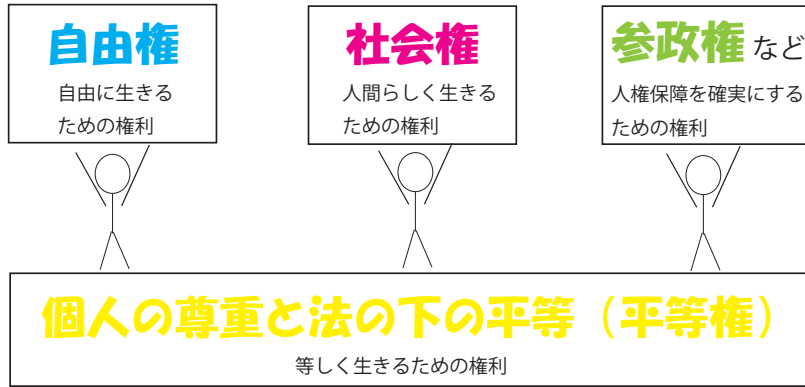 自由権
自由に生きる
ための権利
社会権
人間らしく生きる
ための権利
参政権 など
人権保障を確実にする
ための権利
個人の尊重と法の下の平等（平等権）
等しく生きるための権利